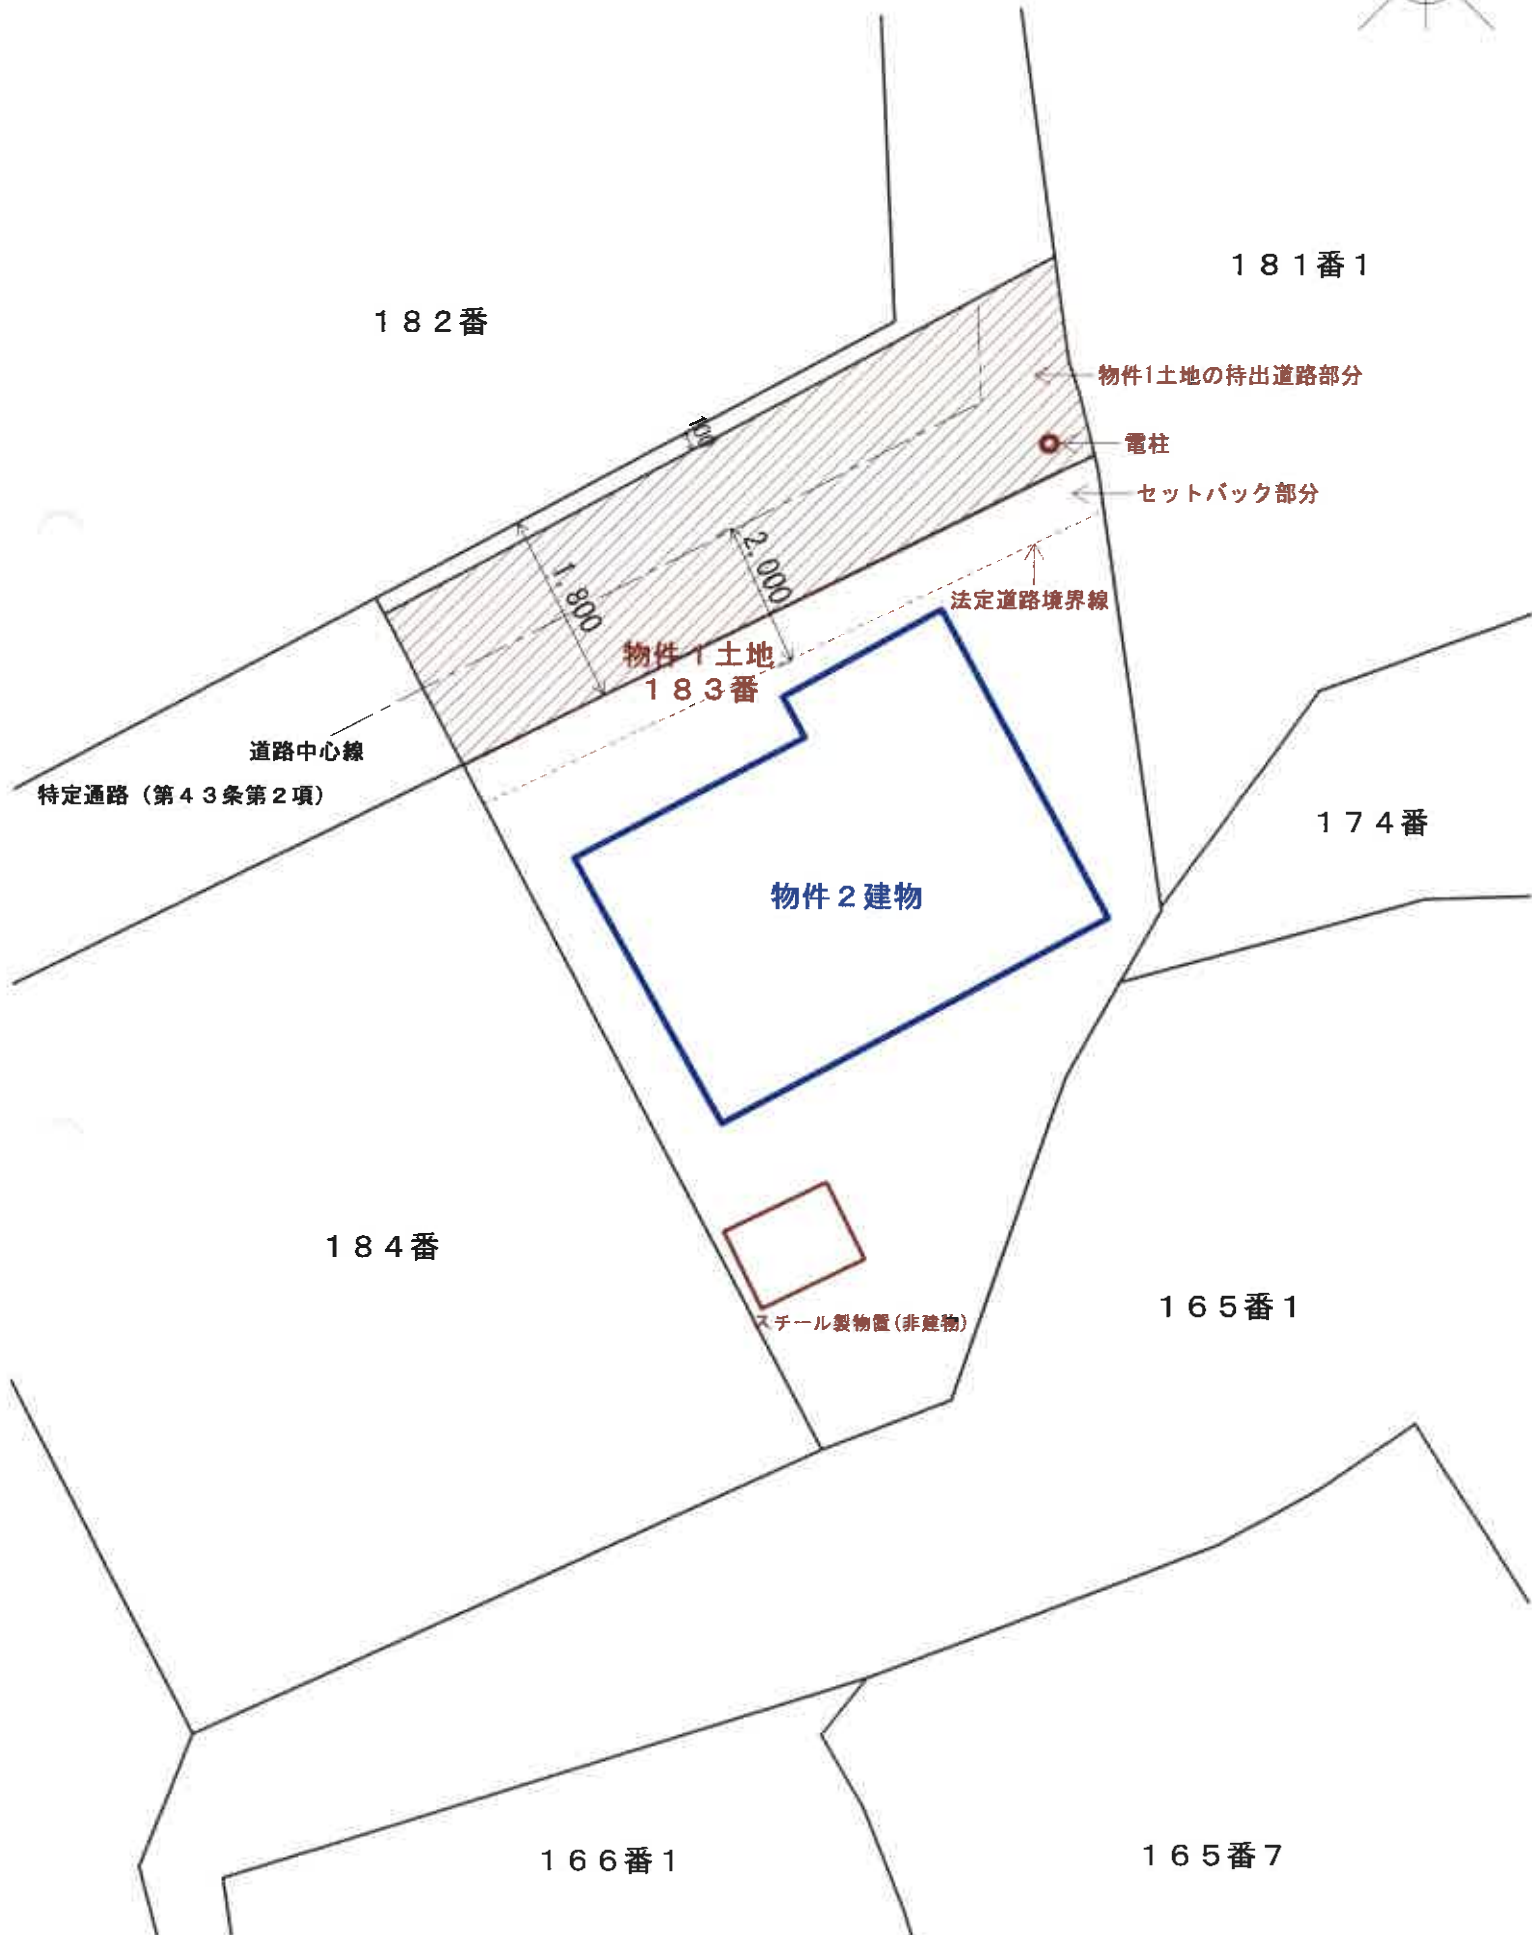 １８１番１
１８２番
物件1土地の持出道路部分
100
電柱
セットバック部分
1,800
2,000
法定道路境界線
物件１土地
１８３番
道路中心線
特定通路（第４３条第２項）
１７４番
物件２建物
１８４番
１６５番１
スチール製物置(非建物)
１６６番１
１６５番７